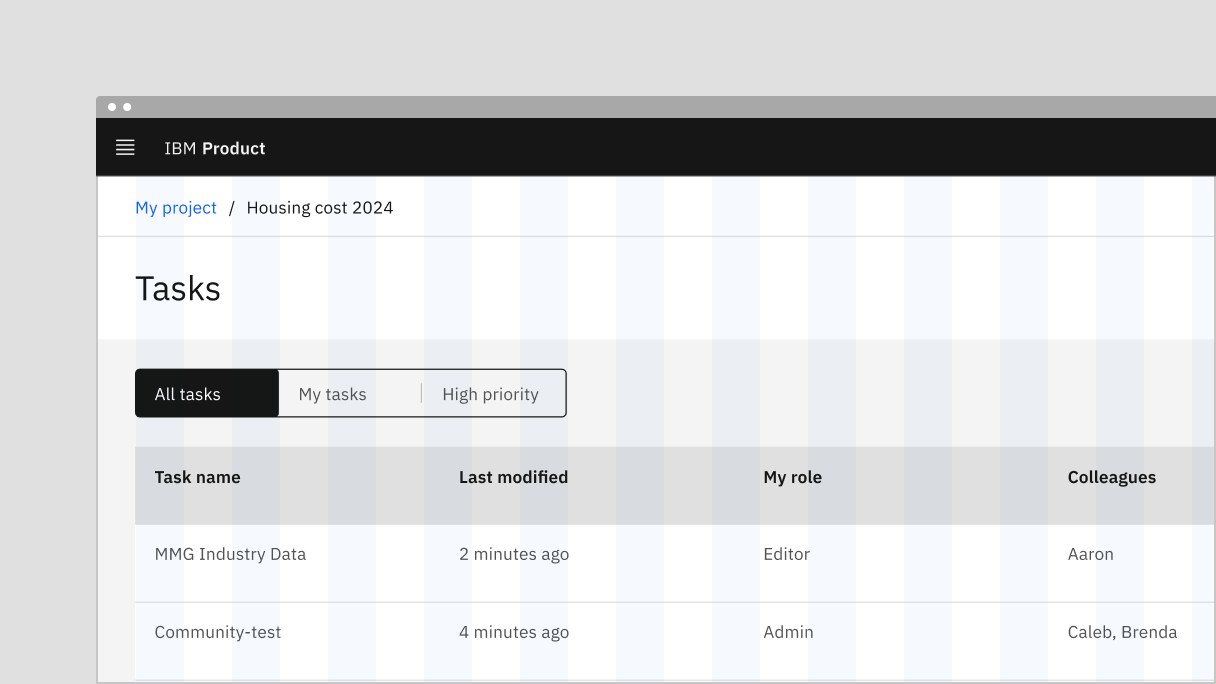 IBM Product
My project / Housing cost 2024
Tasks
All tasks My tasks High priority
Task name Last modified My role Colleagues
MMG Industry Data 2 minutes ago Editor Aaron
Community-test 4 minutes ago Admin Caleb, Brenda